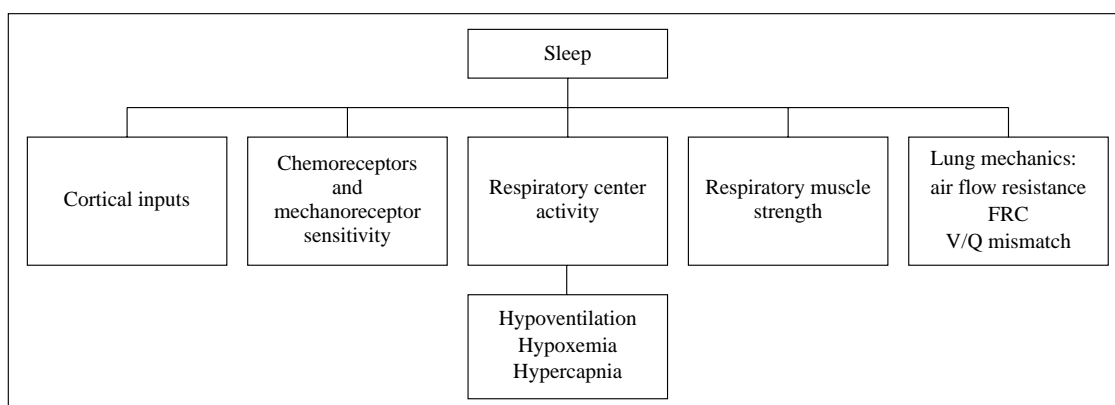 Sleep
Cortical inputs
Chemoreceptors
and
mechanoreceptor
sensitivity
Respiratory center
activity
Respiratory muscle
strength
Lung mechanics:
air flow resistance
FRC
V/Q mismatch
Hypoventilation
Hypoxemia
Hypercapnia